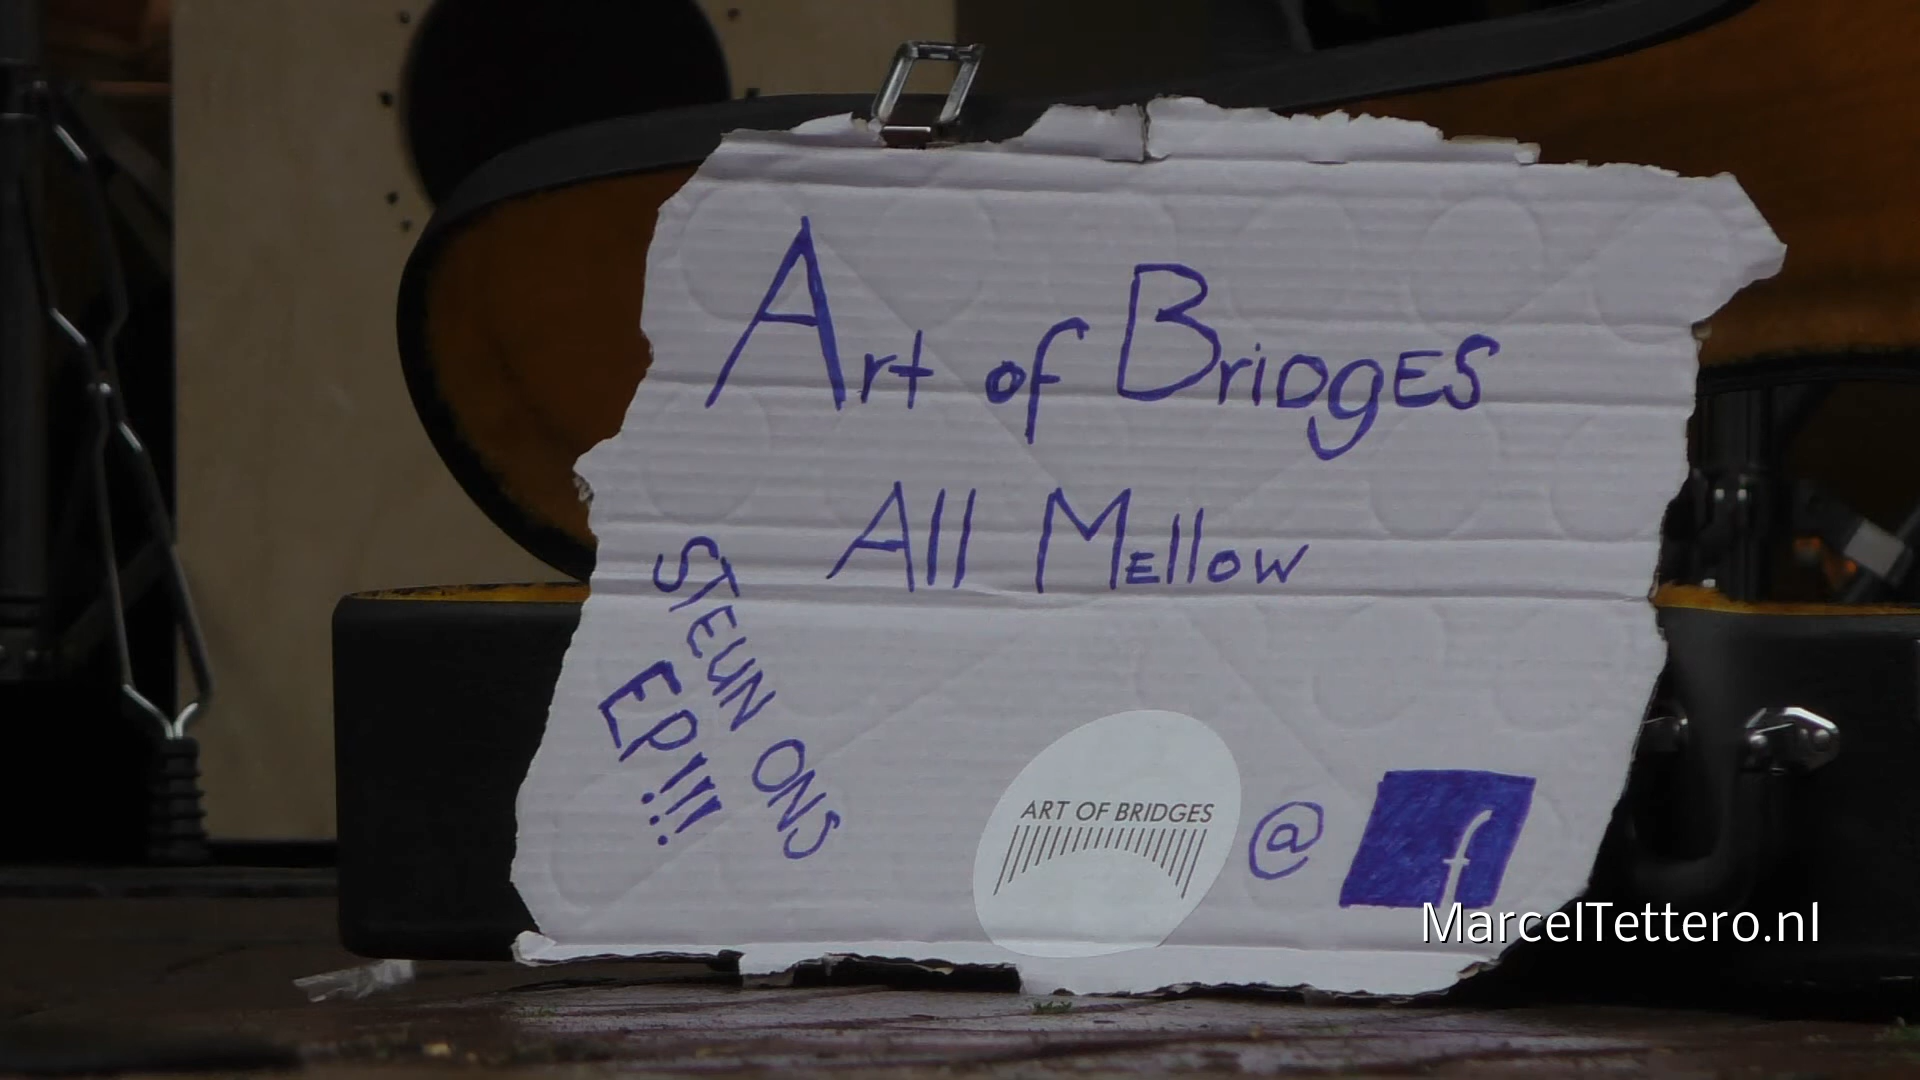 Art of Bridges
All Mellow
STEUN ONS
EP!!!
ART OF BRIDGES
@ f
MarcelTettero.nl